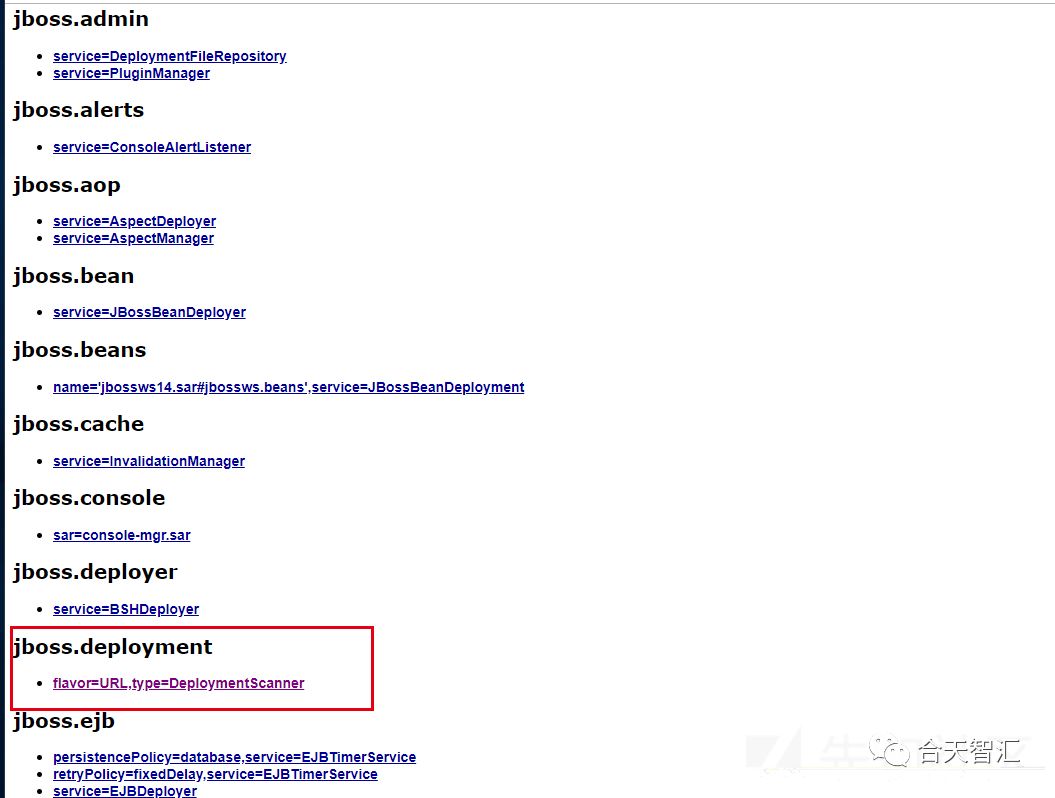 jboss.admin
service=DeploymentFileRepository
service=PluginManager
jboss.alerts
service=ConsoleAlertListener
jboss.aop
service=AspectDeployer
service=AspectManager
jboss.bean
service=JBossBeanDeployer
jboss.beans
name='jbossws14.sar#jbossws.beans',service=JBossBeanDeployment
jboss.cache
service=InvalidationManager
jboss.console
sar=console-mgr.sar
jboss.deployer
service=BSHDeployer
jboss.deployment
flavor=URL,type=DeploymentScanner
jboss.ejb
persistencePolicy=database,service=EJBTimerService
retryPolicy=fixedDelay,service=EJBTimerService
service=EJBDeployer
合天智汇